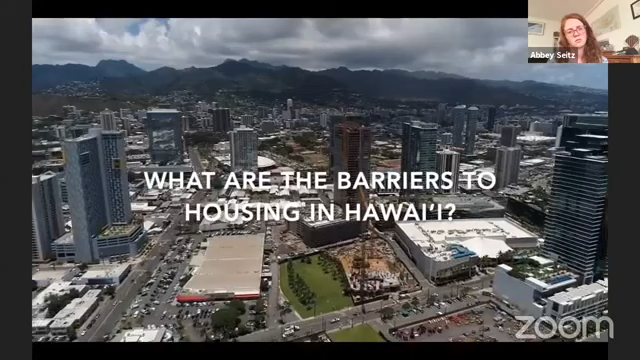 Abbey Seitz
WHAT ARE THE BARRIERS TO
HOUSING IN HAWAI'I?
zoom